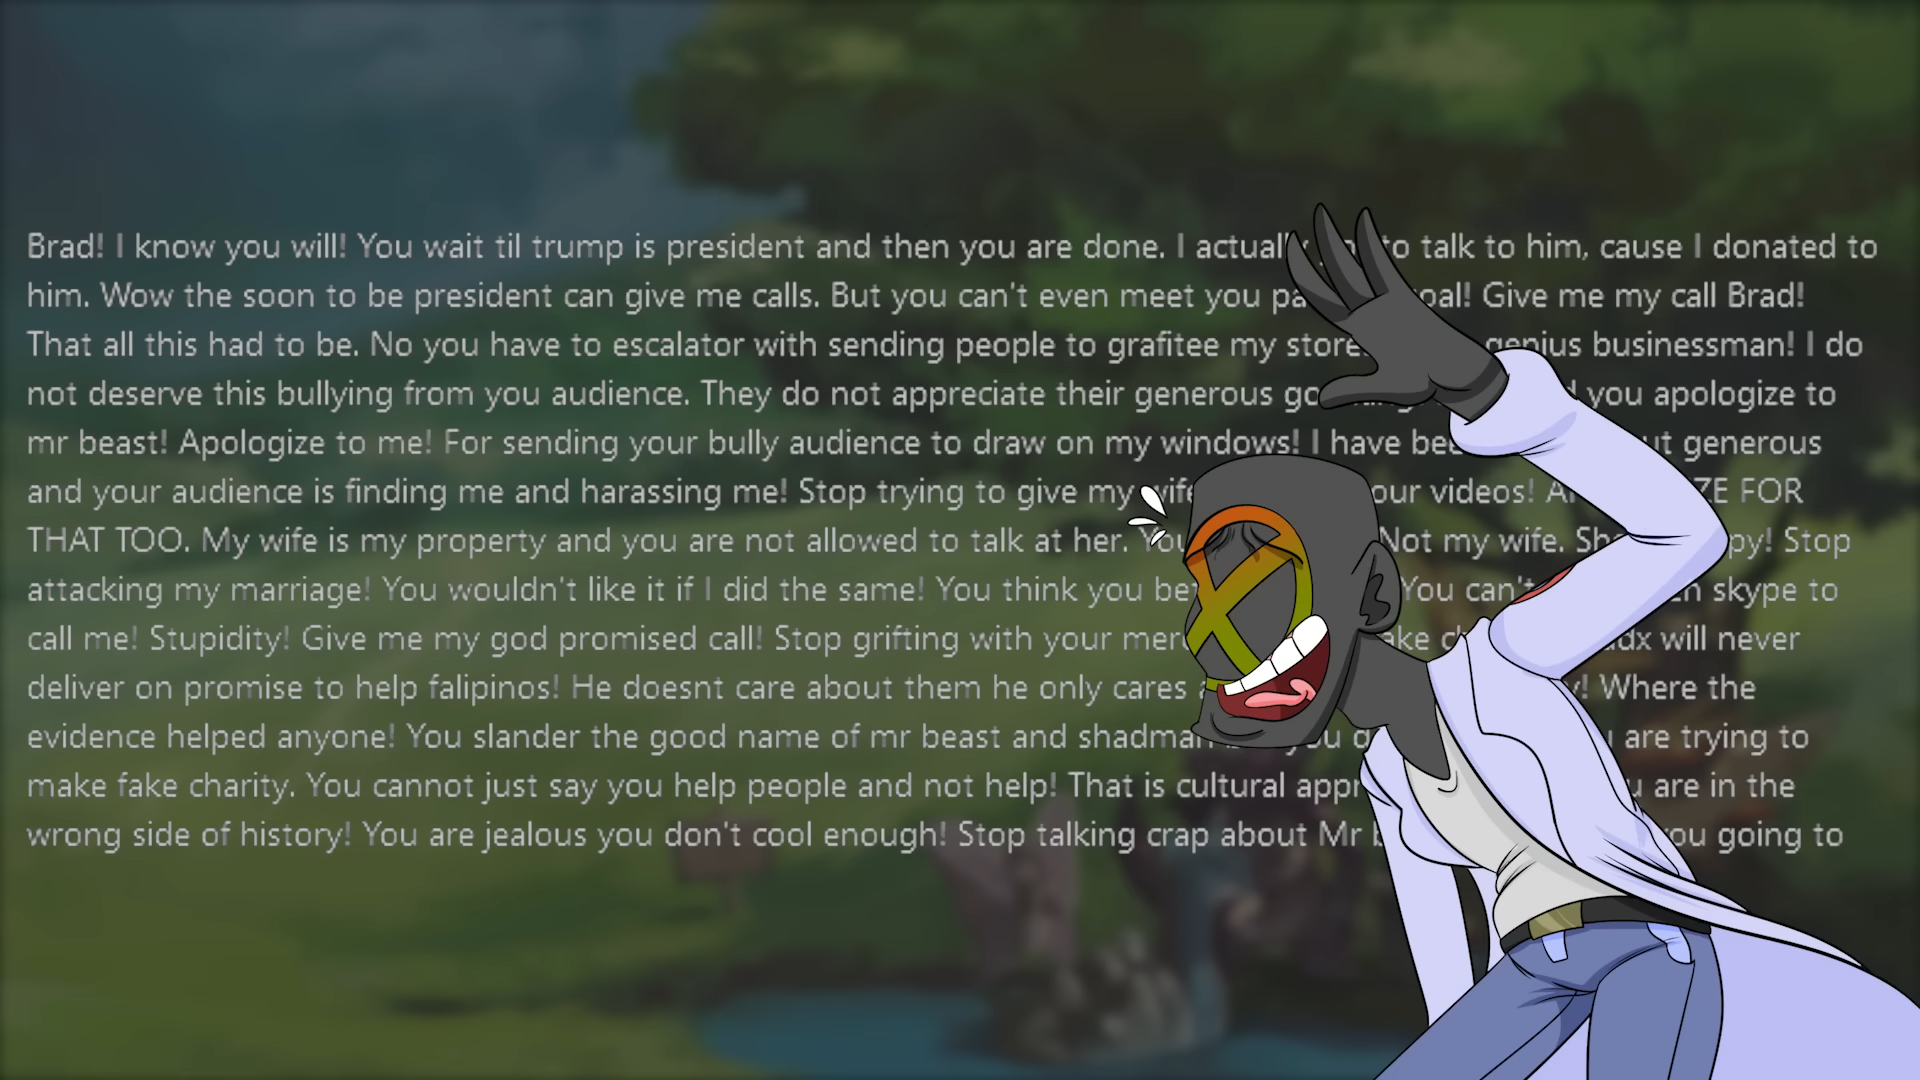 Brad! I know you will! You wait til trump is president and then you are done. I actually to talk to him, cause I donated to
him. Wow the soon to be president can give me calls. But you can't even meet you Give me my call Brad!
That all this had to be. No you have to escalator with sending people to grafitee my genius businessman! I do
not deserve this bullying from you audience. They do not appreciate their generous you apologize to
mr beast! Apologize to me! For sending your bully audience to draw on my windows! I have generous
and your audience is finding me and harassing me! Stop trying to give my videos! FOR
THAT TOO. My wife is my property and you are not allowed to talk at her. Not my wife. Stop
attacking my marriage! You wouldn't like it if I did the same! You think you You can't skype to
call me! Stupidity! Give me my god promised call! Stop grifting with your will never
deliver on promise to help falipinos! He doesnt care about them he only cares Where the
evidence helped anyone! You slander the good name of mr beast and shadman you are trying to
make fake charity. You cannot just say you help people and not help! That is cultural are in the
wrong side of history! You are jealous you don't cool enough! Stop talking crap about Mr going to